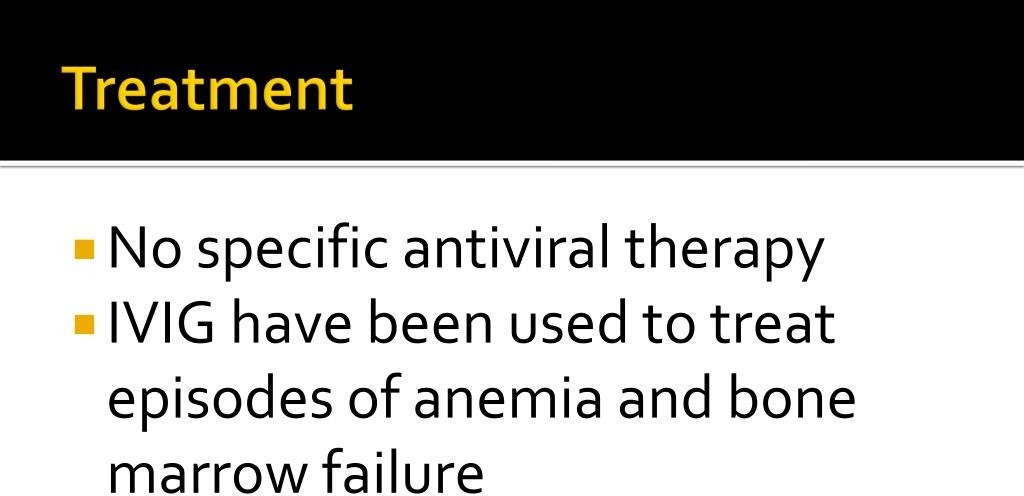 Treatment
No specific antiviral therapy
IVIG have been used to treat
episodes of anemia and bone
marrow failure